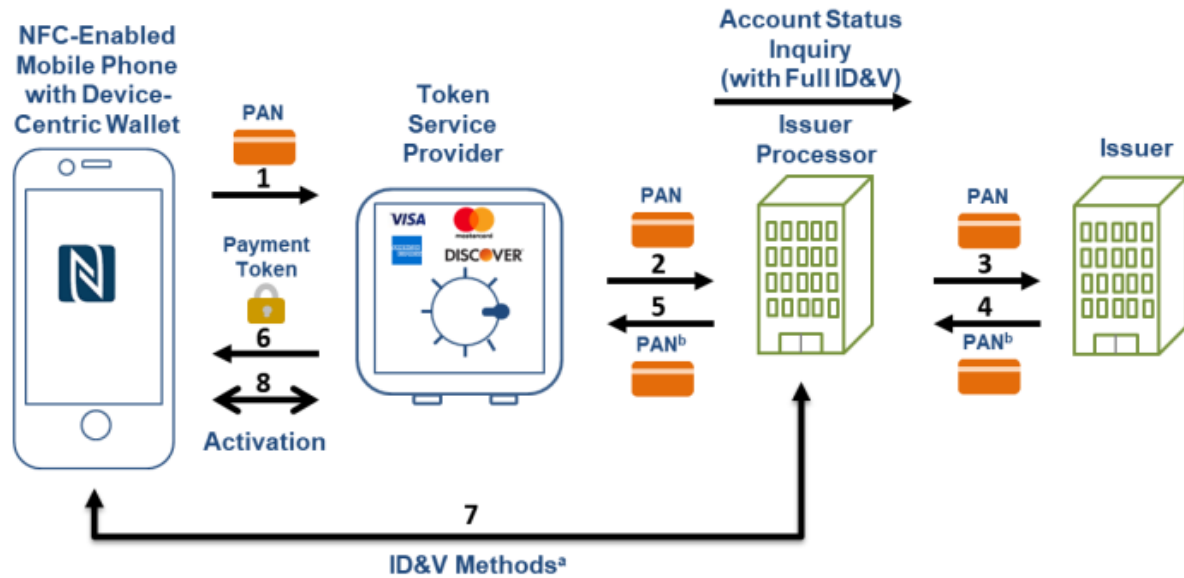 NFC-Enabled
Mobile Phone
with Device-
Centric Wallet
PAN
1
Payment
Token
6
8
Activation
Token
Service
Provider
VISA
mastercard
AMERICAN
EXPRESS
DISCOVER
PAN
2
5
PANᵇ
Account Status
Inquiry
(with Full ID&V)
Issuer
Processor
PAN
3
4
PANᵇ
Issuer
7
ID&V Methodsᵃ